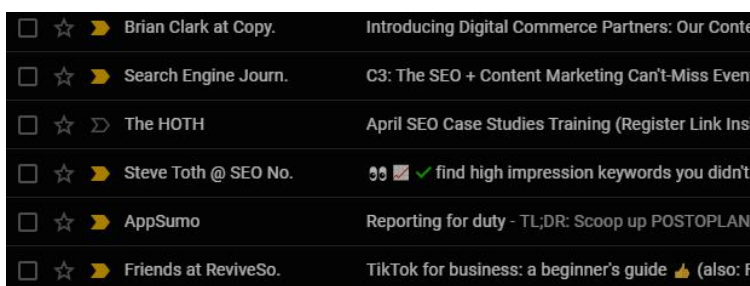 Brian Clark at Copy. Introducing Digital Commerce Partners: Our Conte
Search Engine Journ. C3: The SEO + Content Marketing Can't-Miss Even
The HOTH April SEO Case Studies Training (Register Link Ins
Steve Toth @ SEO No. 👀 📈 ✓ find high impression keywords you didn't
AppSumo Reporting for duty - TL;DR: Scoop up POSTOPLAN
Friends at ReviveSo. TikTok for business: a beginner's guide 👍 (also: F